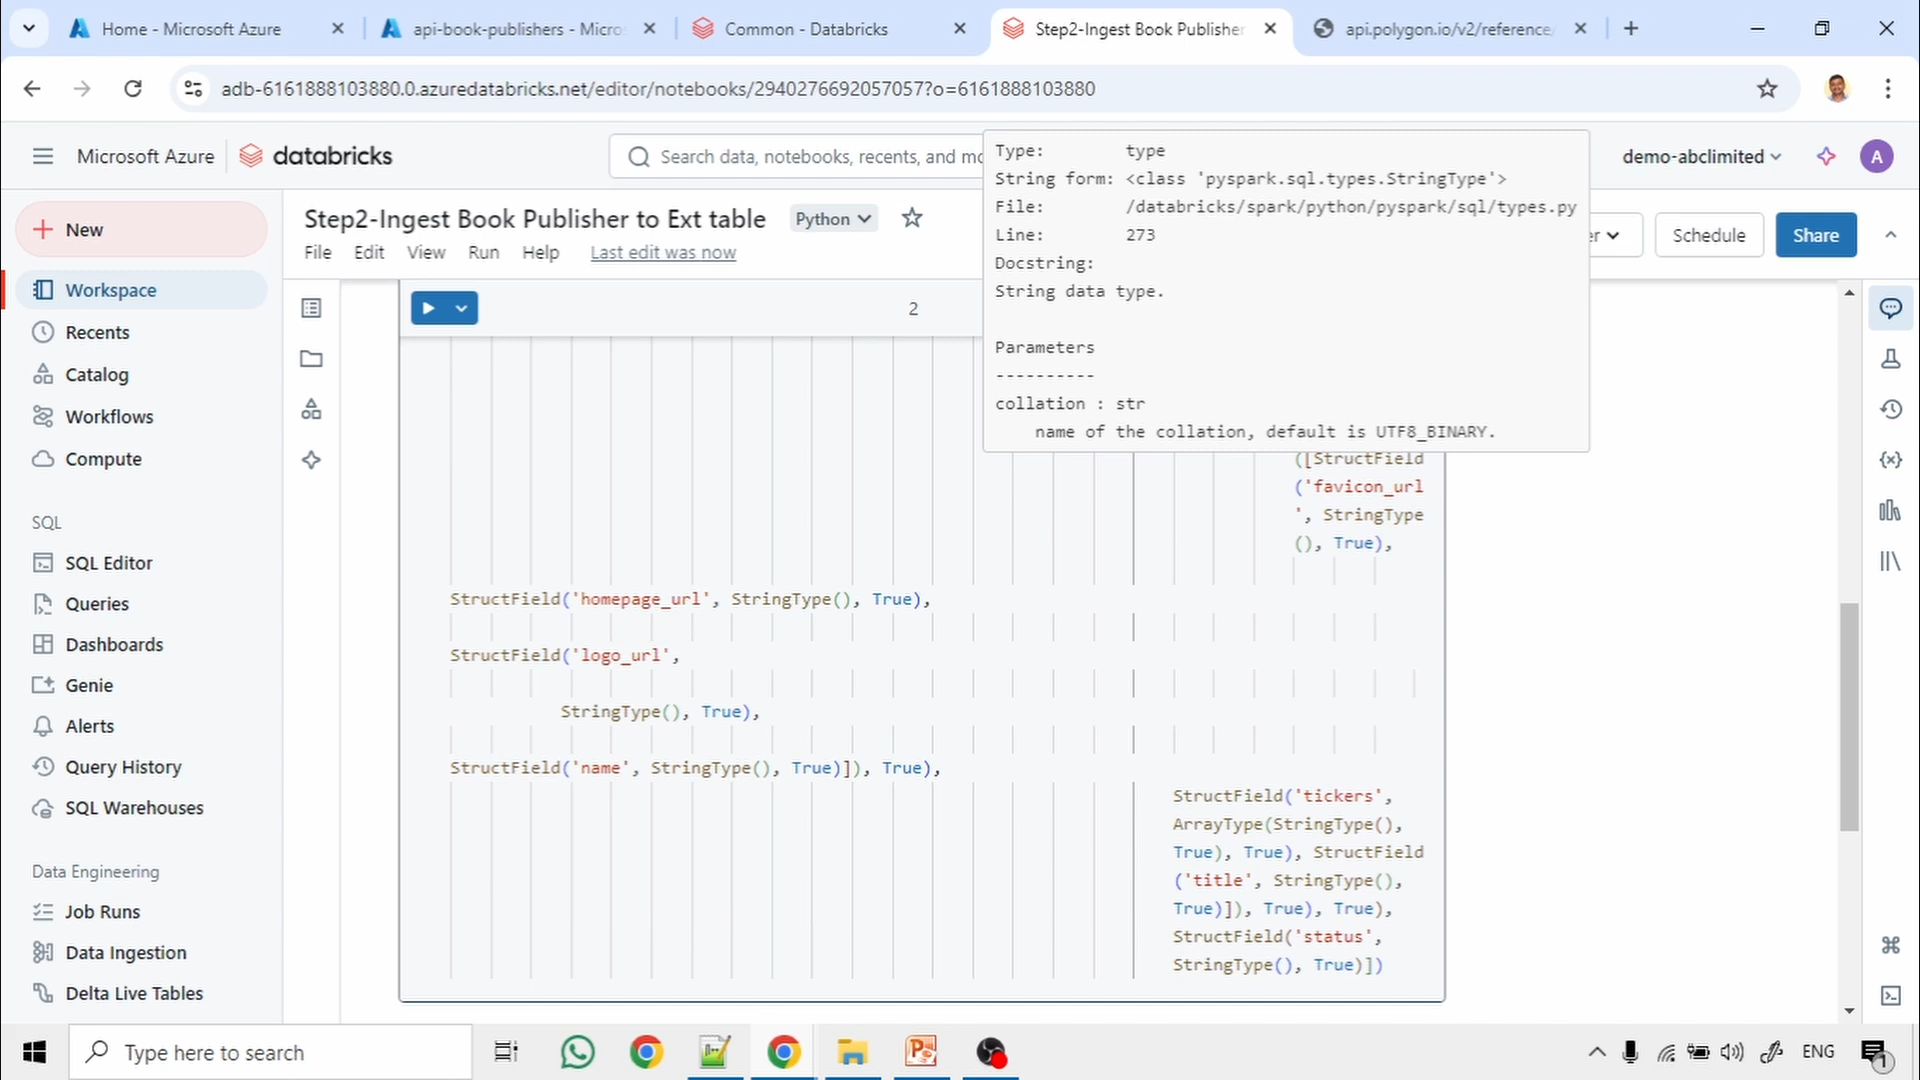 Home - Microsoft Azure
api-book-publishers - Micro
Common - Databricks
Step2-Ingest Book Publisher
api.polygon.io/v2/reference/
adb-6161888103880.0.azuredatabricks.net/editor/notebooks/2940276692057057?o=6161888103880
Microsoft Azure
databricks
Search data, notebooks, recents, and mo
demo-abclimited
A
New
Workspace
Recents
Catalog
Workflows
Compute
SQL
SQL Editor
Queries
Dashboards
Genie
Alerts
Query History
SQL Warehouses
Data Engineering
Job Runs
Data Ingestion
Delta Live Tables
Step2-Ingest Book Publisher to Ext table
Python
File Edit View Run Help Last edit was now
er
Schedule
Share
2
Type: type
String form: <class 'pyspark.sql.types.StringType'>
File: /databricks/spark/python/pyspark/sql/types.py
Line: 273
Docstring:
String data type.
Parameters
----------
collation : str
name of the collation, default is UTF8_BINARY.
([StructField
('favicon_url
', StringType
(), True),
StructField('homepage_url', StringType(), True),
StructField('logo_url',
StringType(), True),
StructField('name', StringType(), True)]), True),
StructField('tickers',
ArrayType(StringType(),
True), True), StructField
('title', StringType(),
True)]), True), True),
StructField('status',
StringType(), True)])
Type here to search
ENG
1